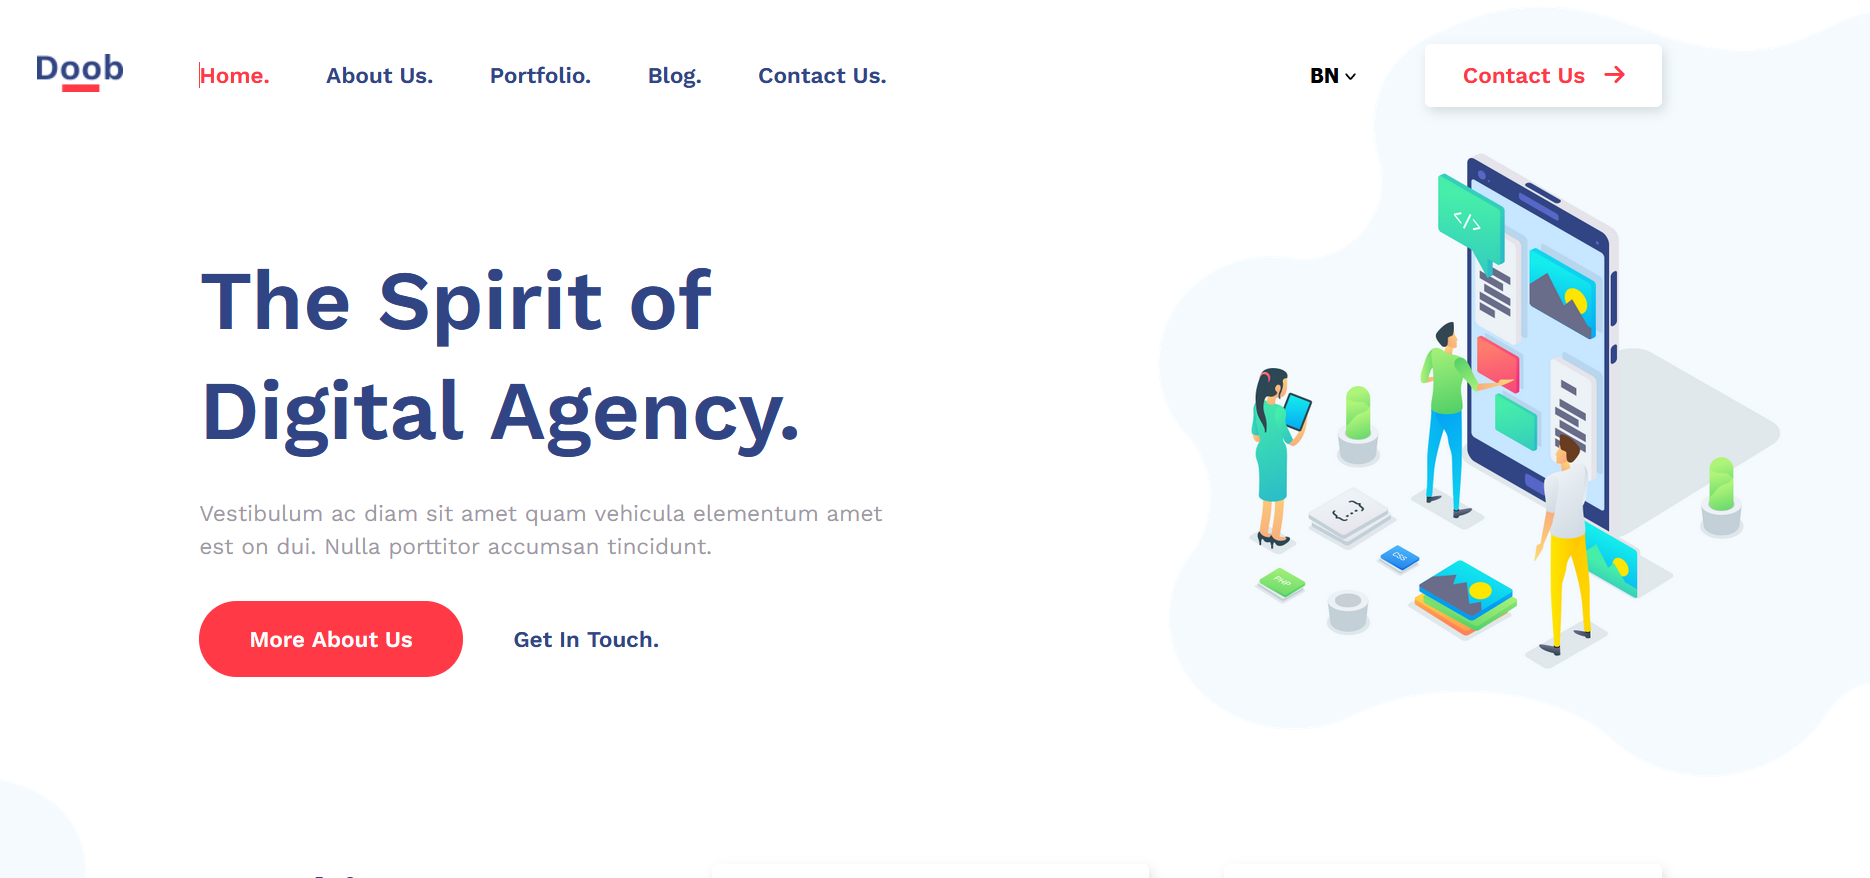 Doob
Home. About Us. Portfolio. Blog. Contact Us. BN Contact Us
The Spirit of
Digital Agency.
Vestibulum ac diam sit amet quam vehicula elementum amet
est on dui. Nulla porttitor accumsan tincidunt.
More About Us Get In Touch.
</>
{...}
CSS
PHP